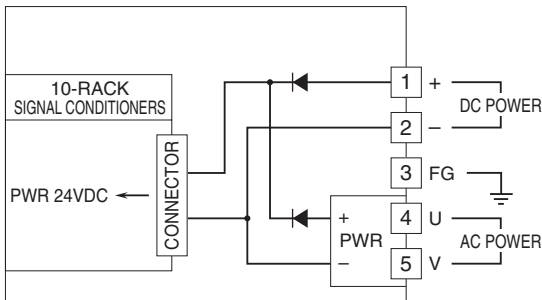 10-RACK
SIGNAL CONDITIONERS
PWR 24VDC
CONNECTOR
1 +
DC POWER
2 –
3 FG
+
PWR
–
4 U
AC POWER
5 V